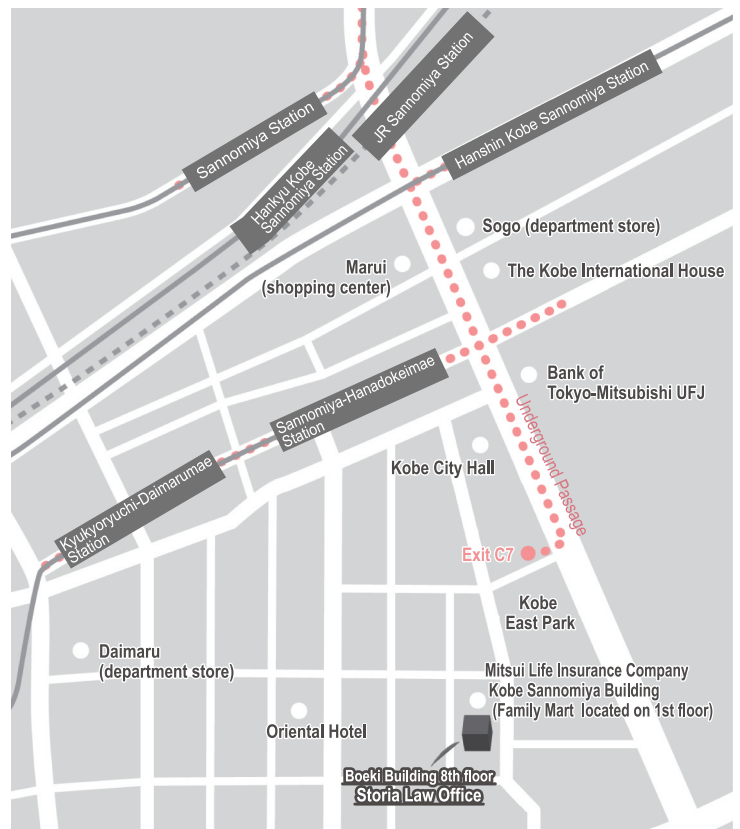 JR Sannomiya Station
Hanshin Kobe Sannomiya Station
Sannomiya Station
Hankyu Kobe
Sannomiya Station
Sogo (department store)
Marui
(shopping center)
The Kobe International House
Bank of
Tokyo-Mitsubishi UFJ
Sannomiya-Hanadokeimae
Station
Underground Passage
Kobe City Hall
Kyukyoryuchi-Daimarumae
Station
Exit C7
Kobe
East Park
Daimaru
(department store)
Mitsui Life Insurance Company
Kobe Sannomiya Building
(Family Mart located on 1st floor)
Oriental Hotel
Boeki Building 8th floor
Storia Law Office